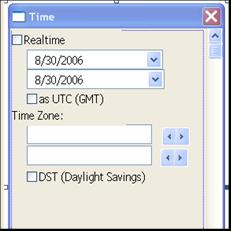 Time
Realtime
8/30/2006
8/30/2006
as UTC (GMT)
Time Zone:
DST (Daylight Savings)